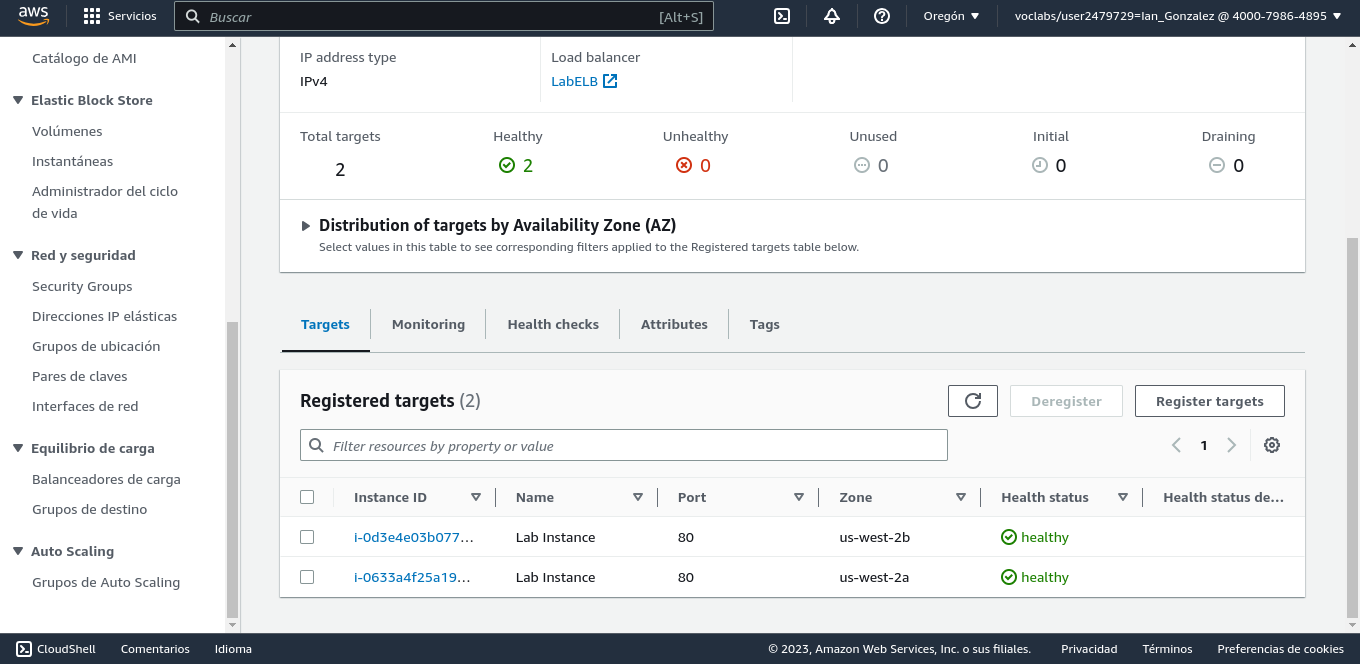 aws
Servicios
Buscar
[Alt+S]
Oregón
voclabs/user2479729=Ian_Gonzalez @ 4000-7986-4895
Catálogo de AMI
Elastic Block Store
Volúmenes
Instantáneas
Administrador del ciclo
de vida
Red y seguridad
Security Groups
Direcciones IP elásticas
Grupos de ubicación
Pares de claves
Interfaces de red
Equilibrio de carga
Balanceadores de carga
Grupos de destino
Auto Scaling
Grupos de Auto Scaling
IP address type
IPv4
Load balancer
LabELB
Total targets
2
Healthy
2
Unhealthy
0
Unused
0
Initial
0
Draining
0
Distribution of targets by Availability Zone (AZ)
Select values in this table to see corresponding filters applied to the Registered targets table below.
Targets
Monitoring
Health checks
Attributes
Tags
Registered targets (2)
Deregister
Register targets
Filter resources by property or value
1
Instance ID Name Port Zone Health status Health status de...
i-0d3e4e03b077... Lab Instance 80 us-west-2b healthy
i-0633a4f25a19... Lab Instance 80 us-west-2a healthy
CloudShell
Comentarios
Idioma
© 2023, Amazon Web Services, Inc. o sus filiales.
Privacidad
Términos
Preferencias de cookies